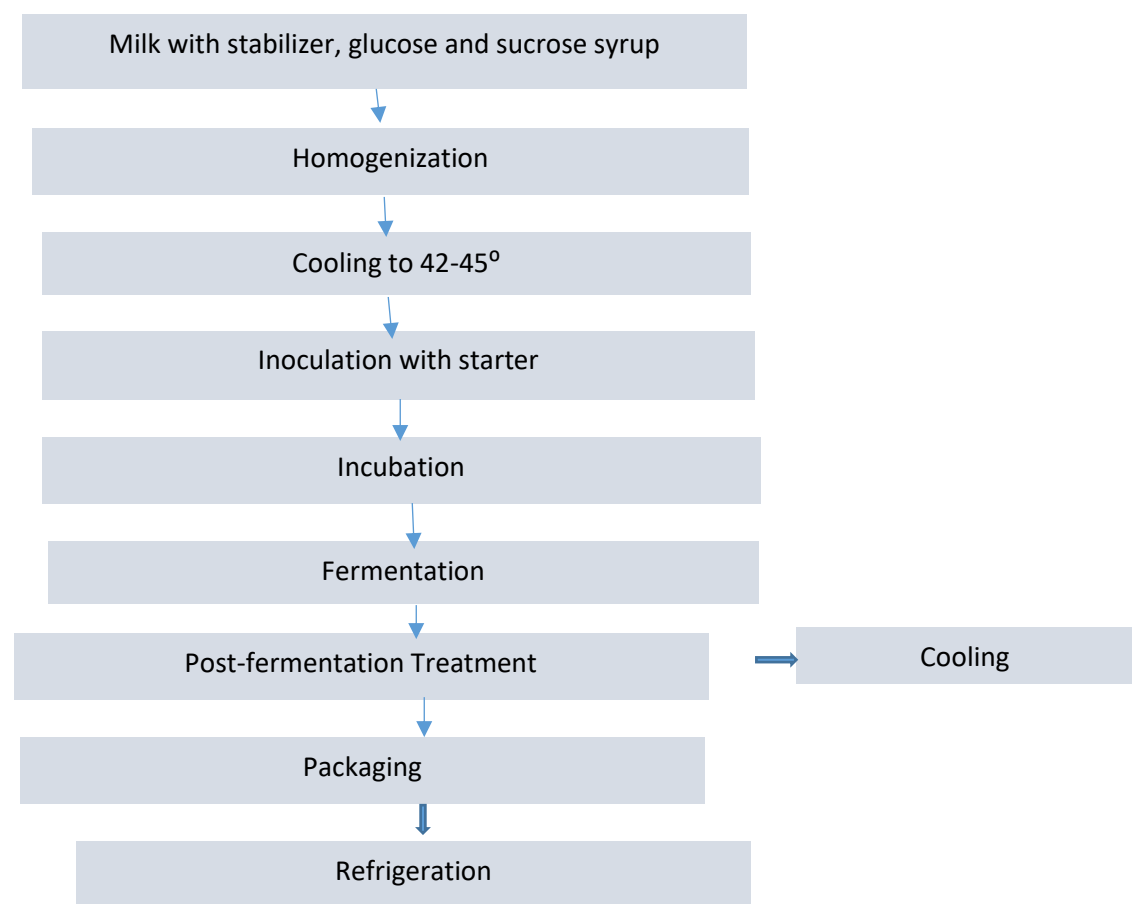 Milk with stabilizer, glucose and sucrose syrup
Homogenization
Cooling to 42-45⁰
Inoculation with starter
Incubation
Fermentation
Post-fermentation Treatment
Cooling
Packaging
Refrigeration